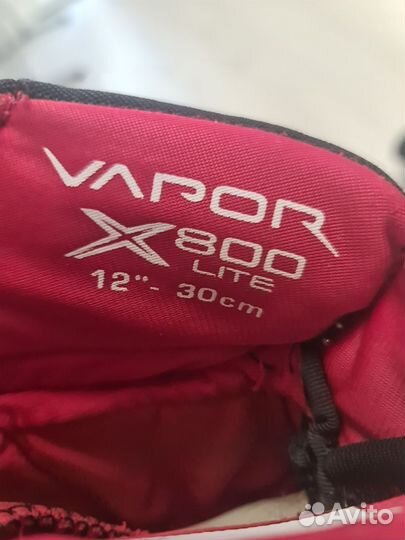 VAPOR
X800
LITE
12"- 30cm
Avito